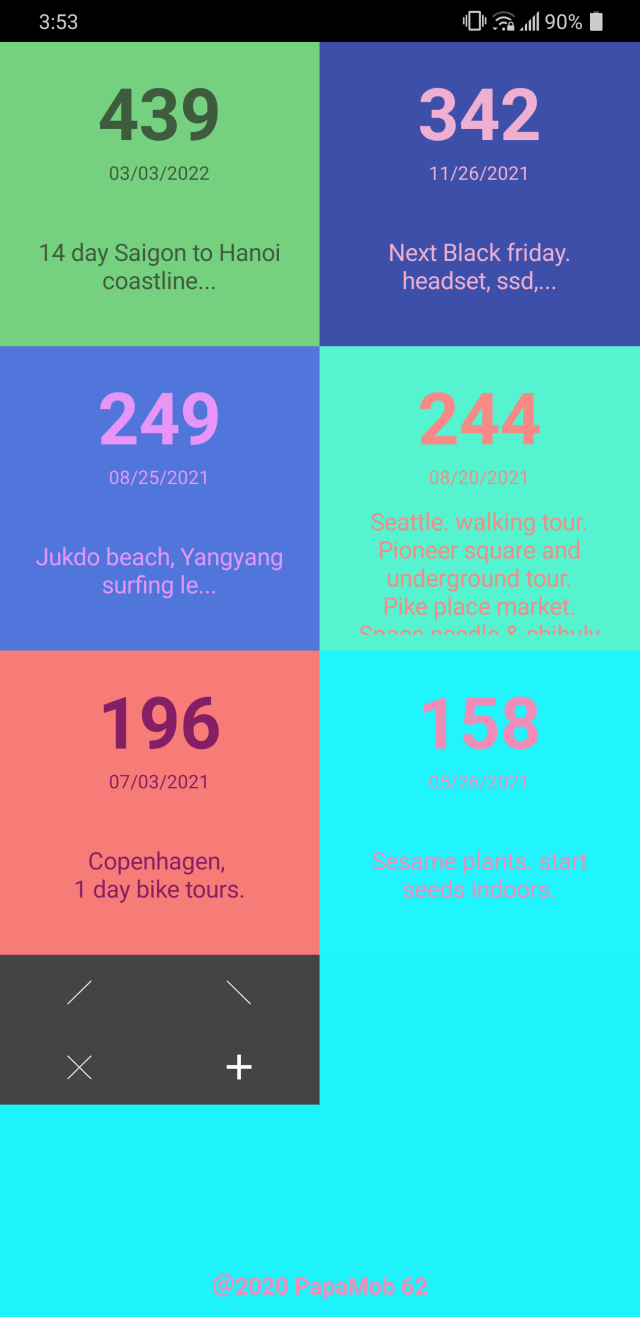 3:53
90%
439
03/03/2022
14 day Saigon to Hanoi
coastline...
342
11/26/2021
Next Black friday.
headset, ssd,...
249
08/25/2021
Jukdo beach, Yangyang
surfing le...
244
08/20/2021
Seattle. walking tour.
Pioneer square and
underground tour.
Pike place market.
Space needle & chihuly
196
07/03/2021
Copenhagen,
1 day bike tours.
158
05/26/2021
Sesame plants. start
seeds indoors.
@2020 PapaMob 62